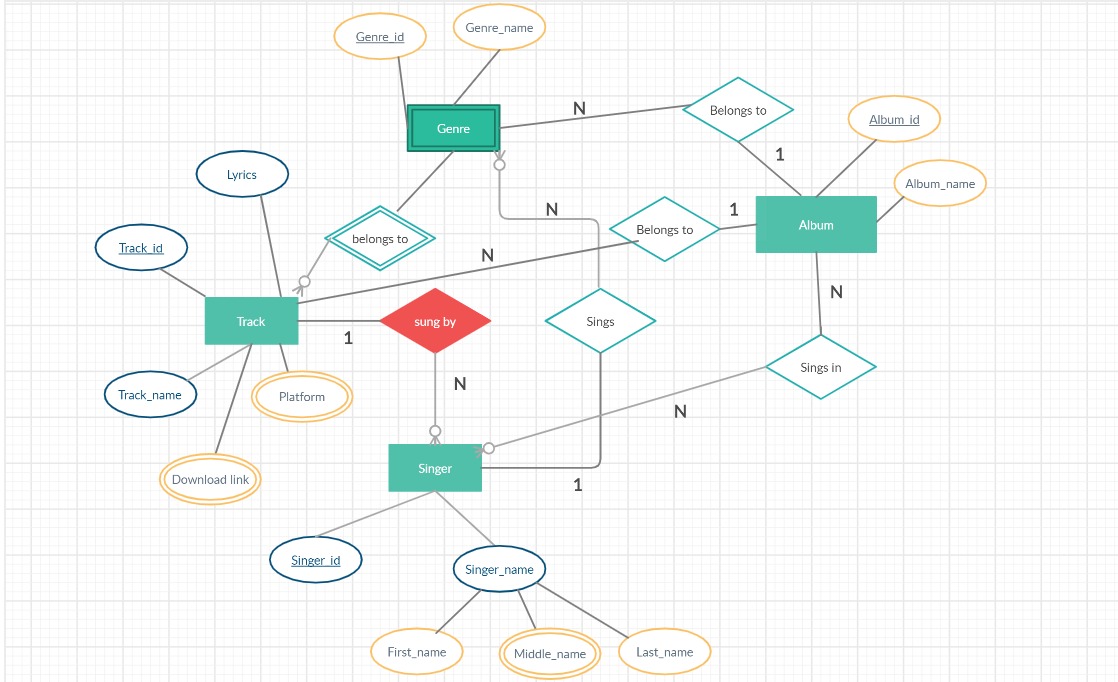 Genre_id
Genre_name
Genre
N
Belongs to
1
Album_id
Album_name
Album
Lyrics
Track_id
belongs to
N
Belongs to
1
N
N
Track
1
sung by
Sings
Sings in
N
N
Track_name
Platform
Download link
Singer
1
Singer_id
Singer_name
First_name
Middle_name
Last_name